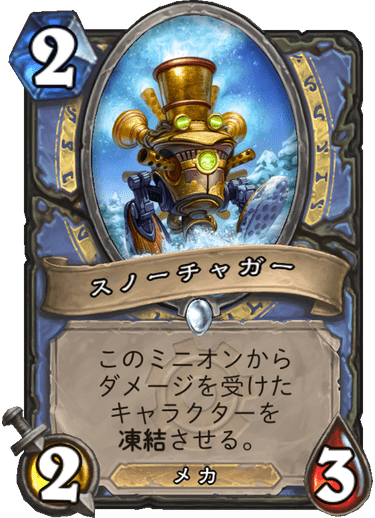 2
スノーチャガー
このミニオンから
ダメージを受けた
キャラクターを
凍結させる。
メカ
2
3